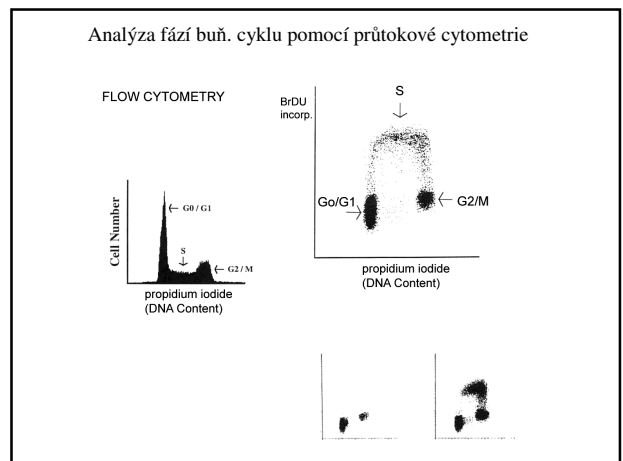 Analýza fází buň. cyklu pomocí průtokové cytometrie
FLOW CYTOMETRY
Cell Number
← G0 / G1
S
↓
← G2 / M
propidium iodide
(DNA Content)
BrDU
incorp.
S
↓
Go/G1
→
← G2/M
propidium iodide
(DNA Content)